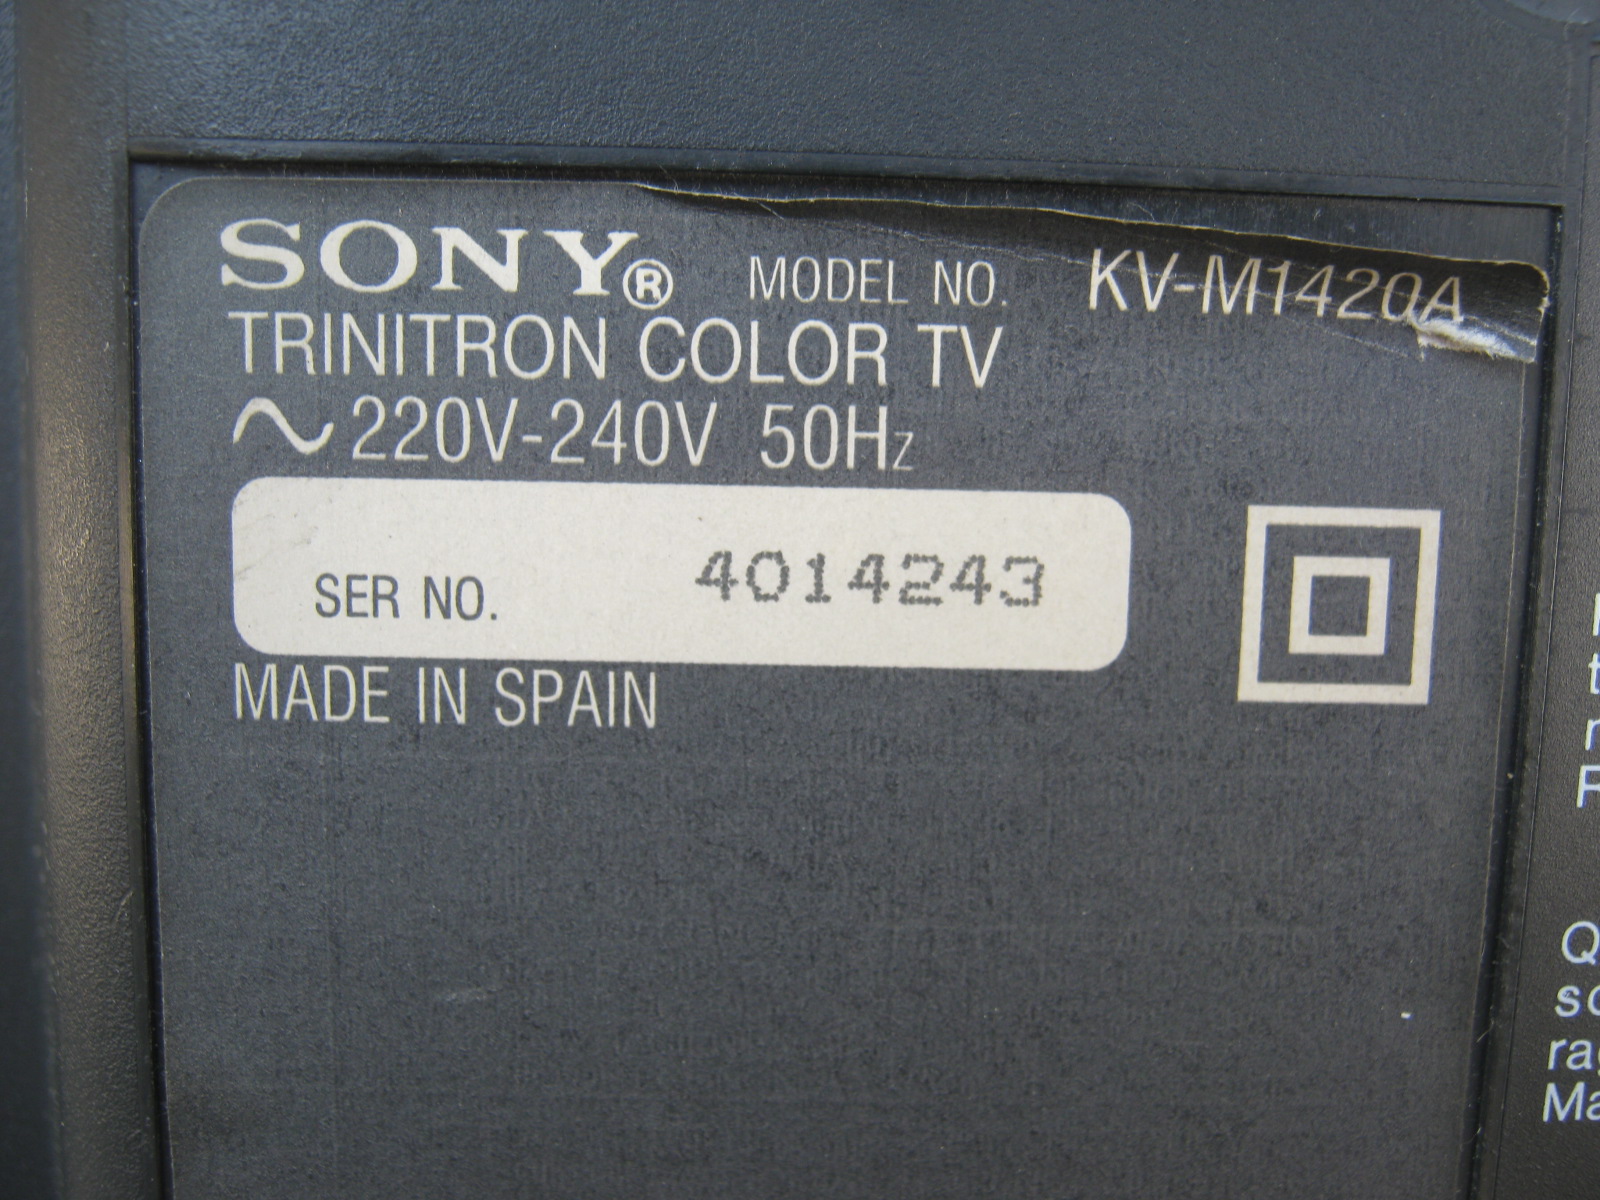 SONY® MODEL NO. KV-M1420A
TRINITRON COLOR TV
~ 220V-240V 50Hz
SER NO. 4014243
MADE IN SPAIN